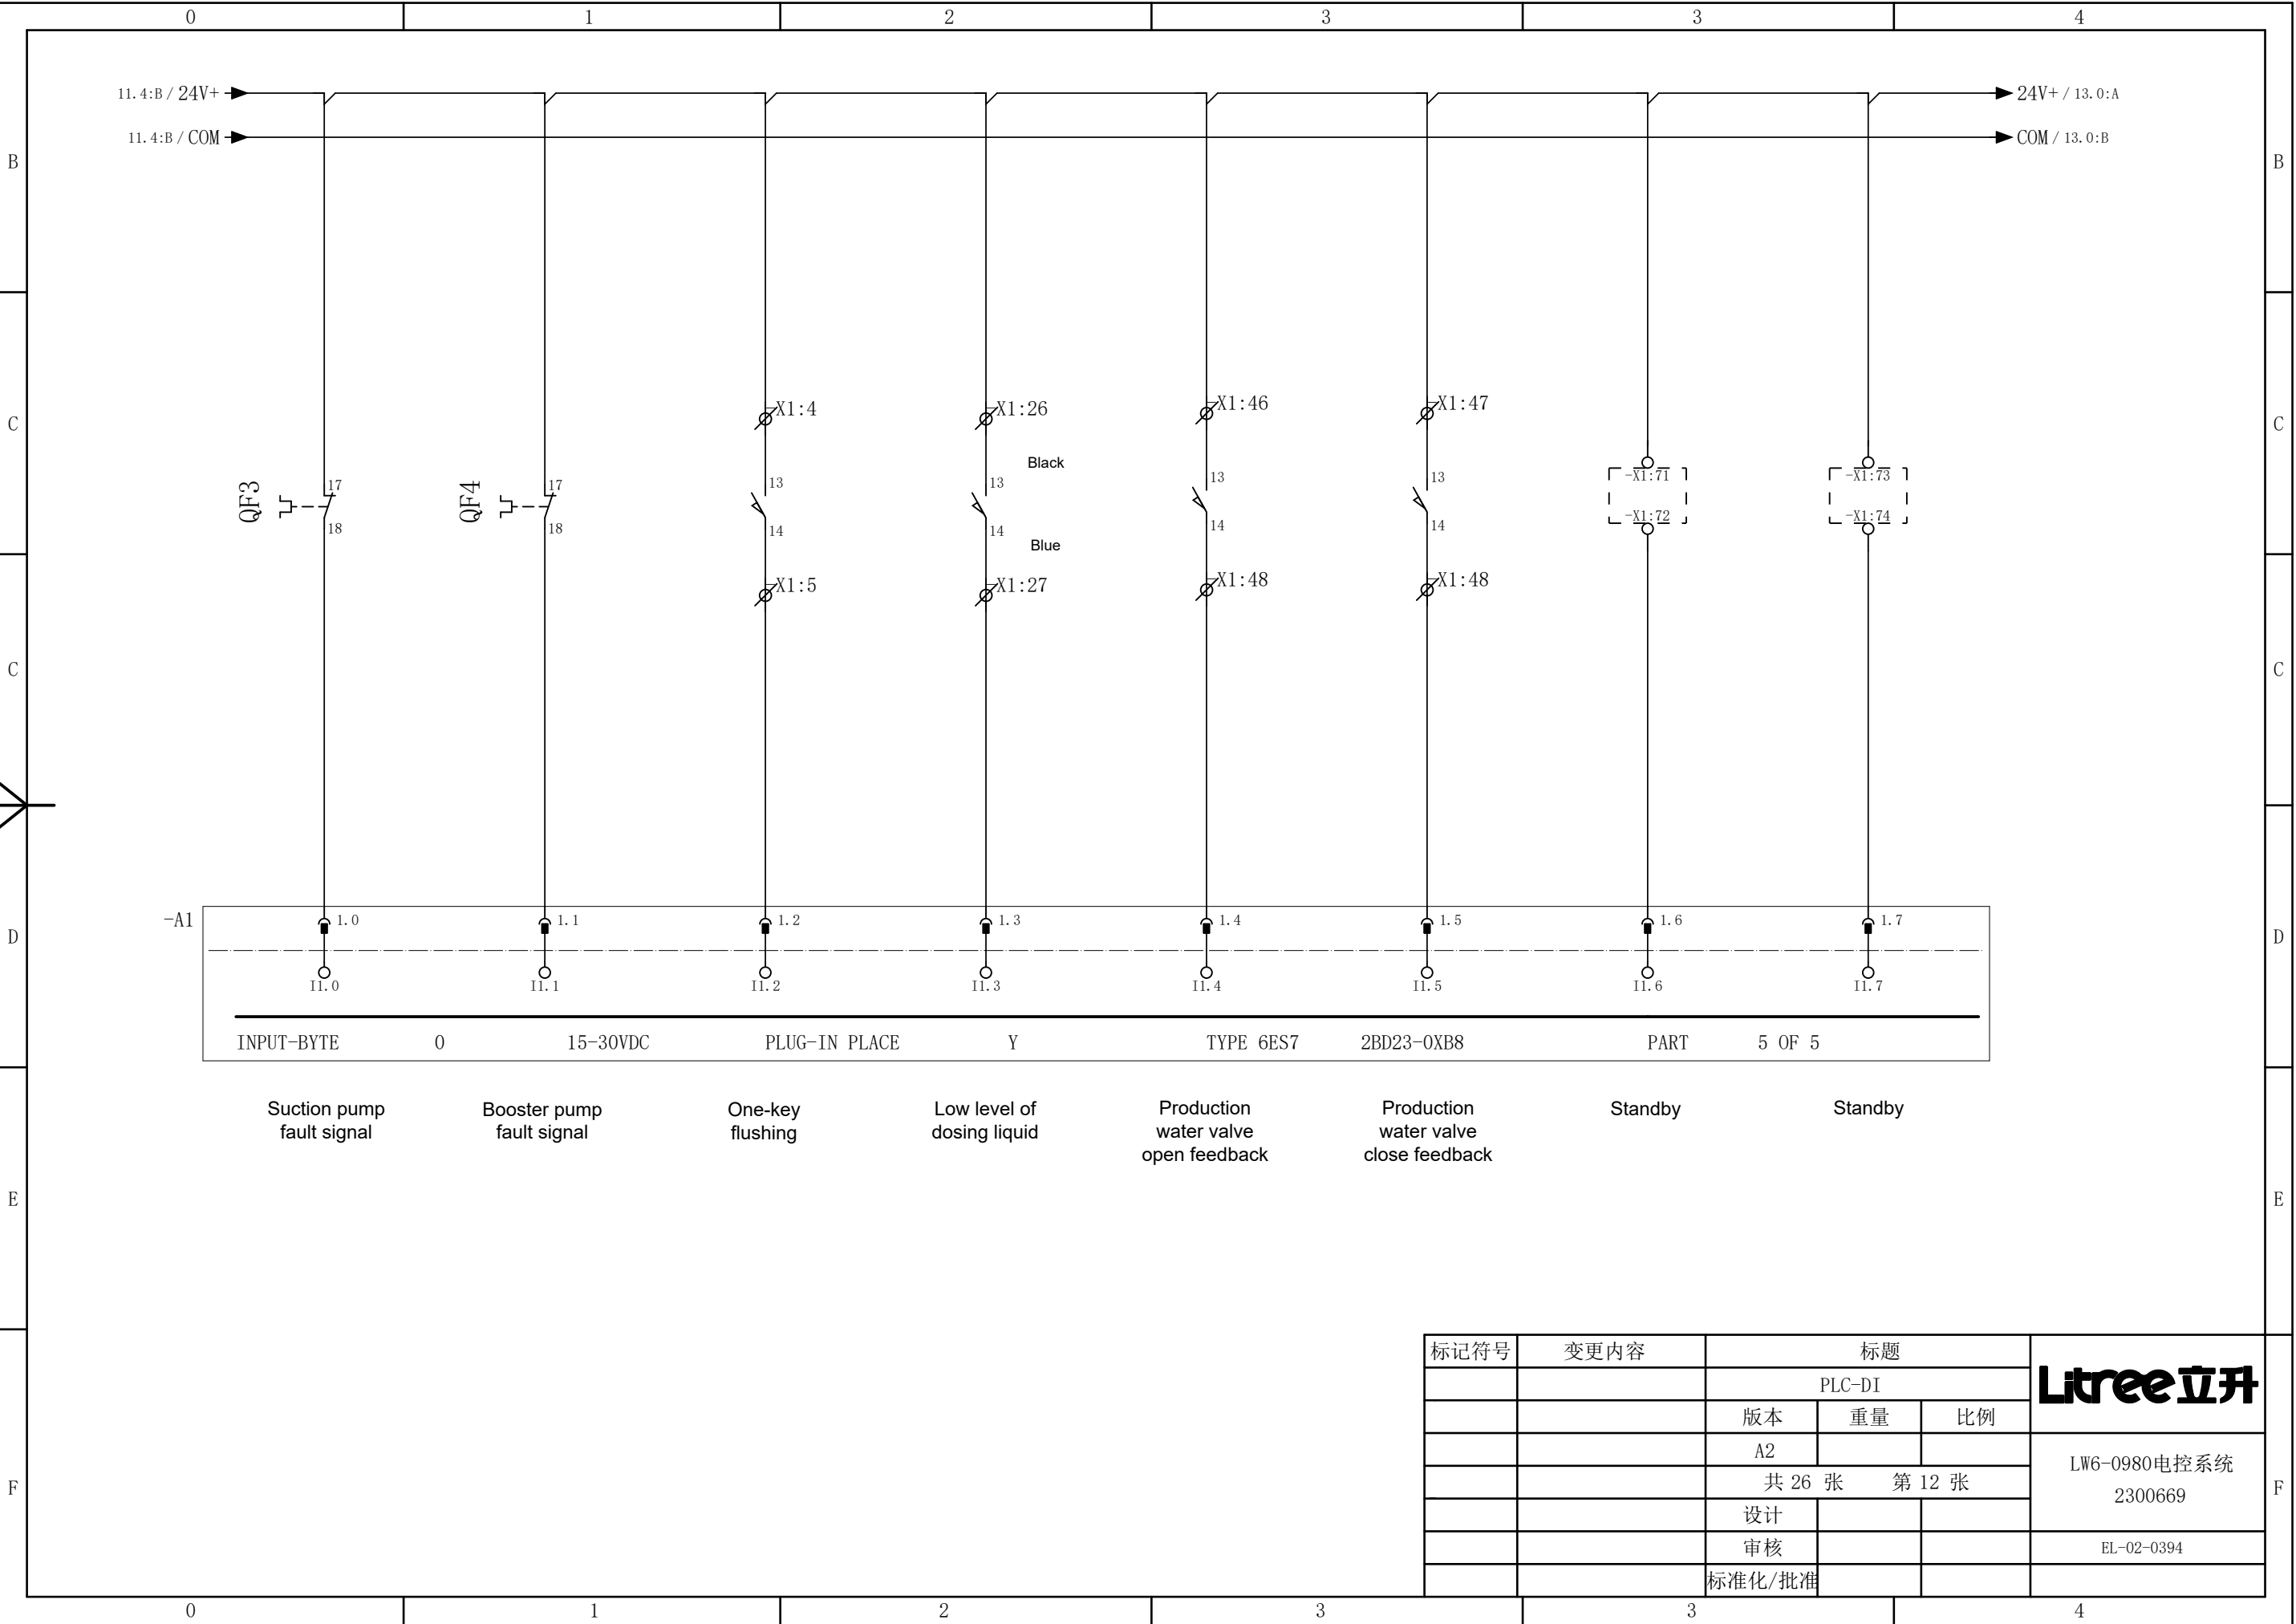 0 1 2 3 3 4
11.4:B / 24V+ 24V+ / 13.0:A
11.4:B / COM COM / 13.0:B
B B
X1:46 X1:47
X1:4 X1:26
C C
Black
-X1:71 -X1:73
QF3 17 QF4 17 13 13 13 13
18 18 14 14 14 14
-X1:72 -X1:74
Blue
X1:48 X1:48
X1:5 X1:27
C C
-A1 1.0 1.1 1.2 1.3 1.4 1.5 1.6 1.7
D D
I1.0 I1.1 I1.2 I1.3 I1.4 I1.5 I1.6 I1.7
INPUT-BYTE 0 15-30VDC PLUG-IN PLACE Y TYPE 6ES7 2BD23-0XB8 PART 5 OF 5
Suction pump
fault signal
Booster pump
fault signal
One-key
flushing
Low level of
dosing liquid
Production
water valve
open feedback
Production
water valve
close feedback
Standby
Standby
E E
标记符号 变更内容 标题
PLC-DI
Litree立升
版本 重量 比例
A2
LW6-0980电控系统
共 26 张 第 12 张
2300669
F F
设计
审核
EL-02-0394
标准化/批准
0 1 2 3 3 4